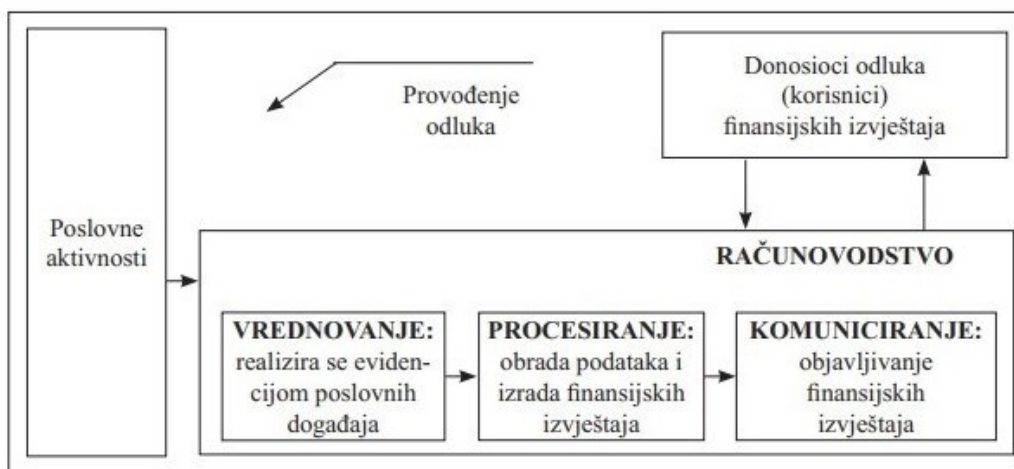 Poslovne
aktivnosti
Provođenje
odluka
Donosioci odluka
(korisnici)
finansijskih izvještaja
RAČUNOVODSTVO
VREDNOVANJE:
realizira se eviden-
cijom poslovnih
događaja
PROCESIRANJE:
obrada podataka i
izrada finansijskih
izvještaja
KOMUNICIRANJE:
objavljivanje
finansijskih
izvještaja